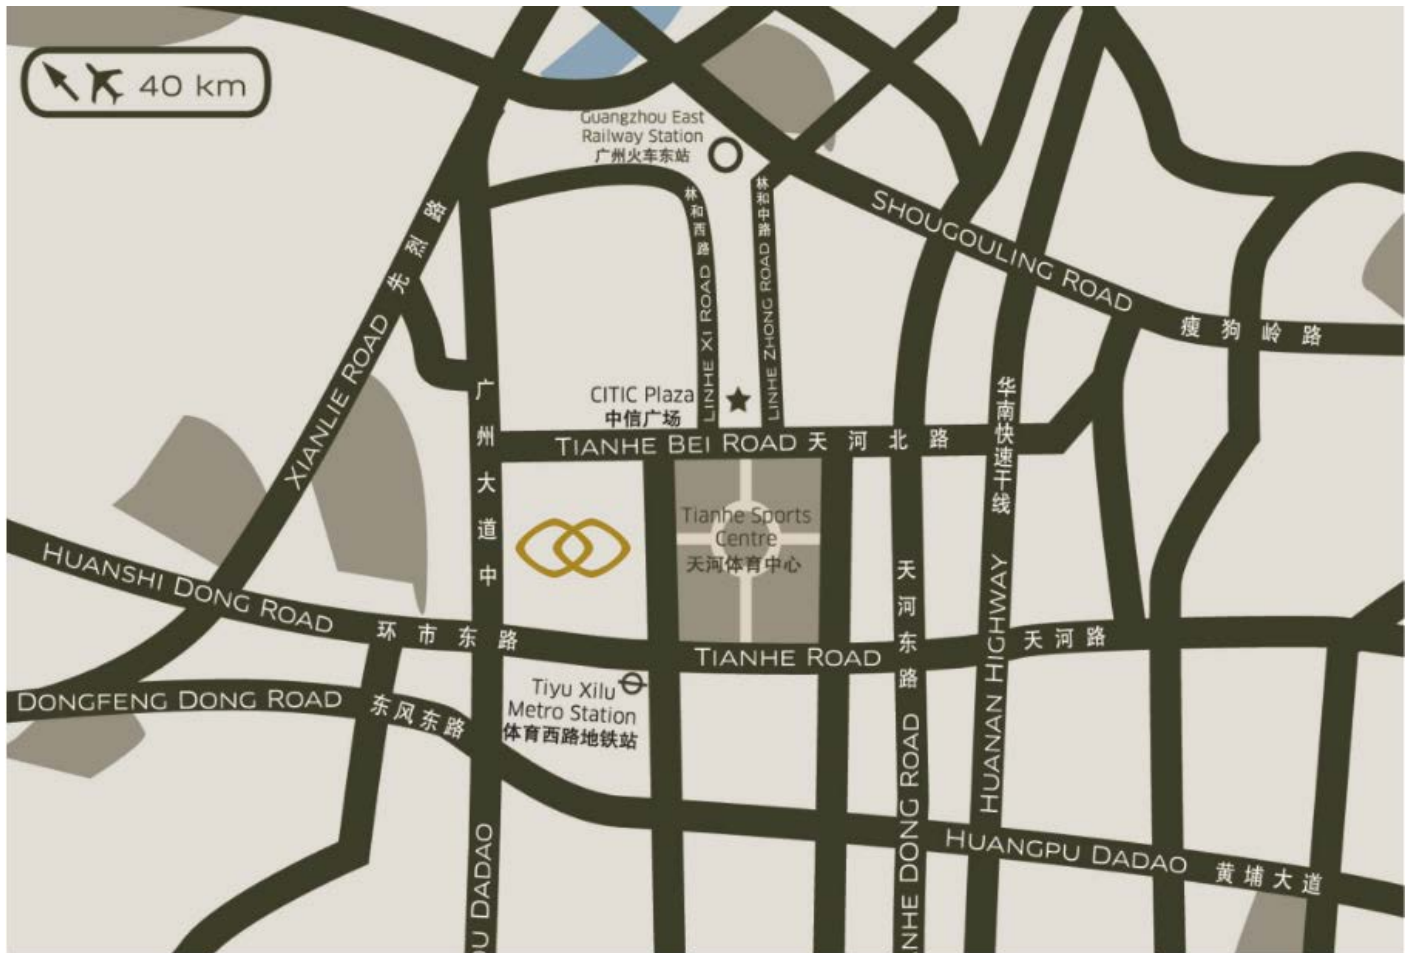 40 km
Guangzhou East
Railway Station
广州火车东站
先烈路
XIANLIE ROAD
林和西路
LINHE XI ROAD
林和中路
LINHE ZHONG ROAD
SHOUGOULING ROAD
瘦狗岭路
CITIC Plaza
中信广场
TIANHE BEI ROAD 天河北路
华南快速干线
HUANAN HIGHWAY
广州大道中
OU DADAO
Tianhe Sports
Centre
天河体育中心
天河东路
NHE DONG ROAD
HUANSHI DONG ROAD 环市东路
TIANHE ROAD 天河路
Tiyu Xilu
Metro Station
体育西路地铁站
DONGFENG DONG ROAD 东风东路
HUANGPU DADAO 黄埔大道